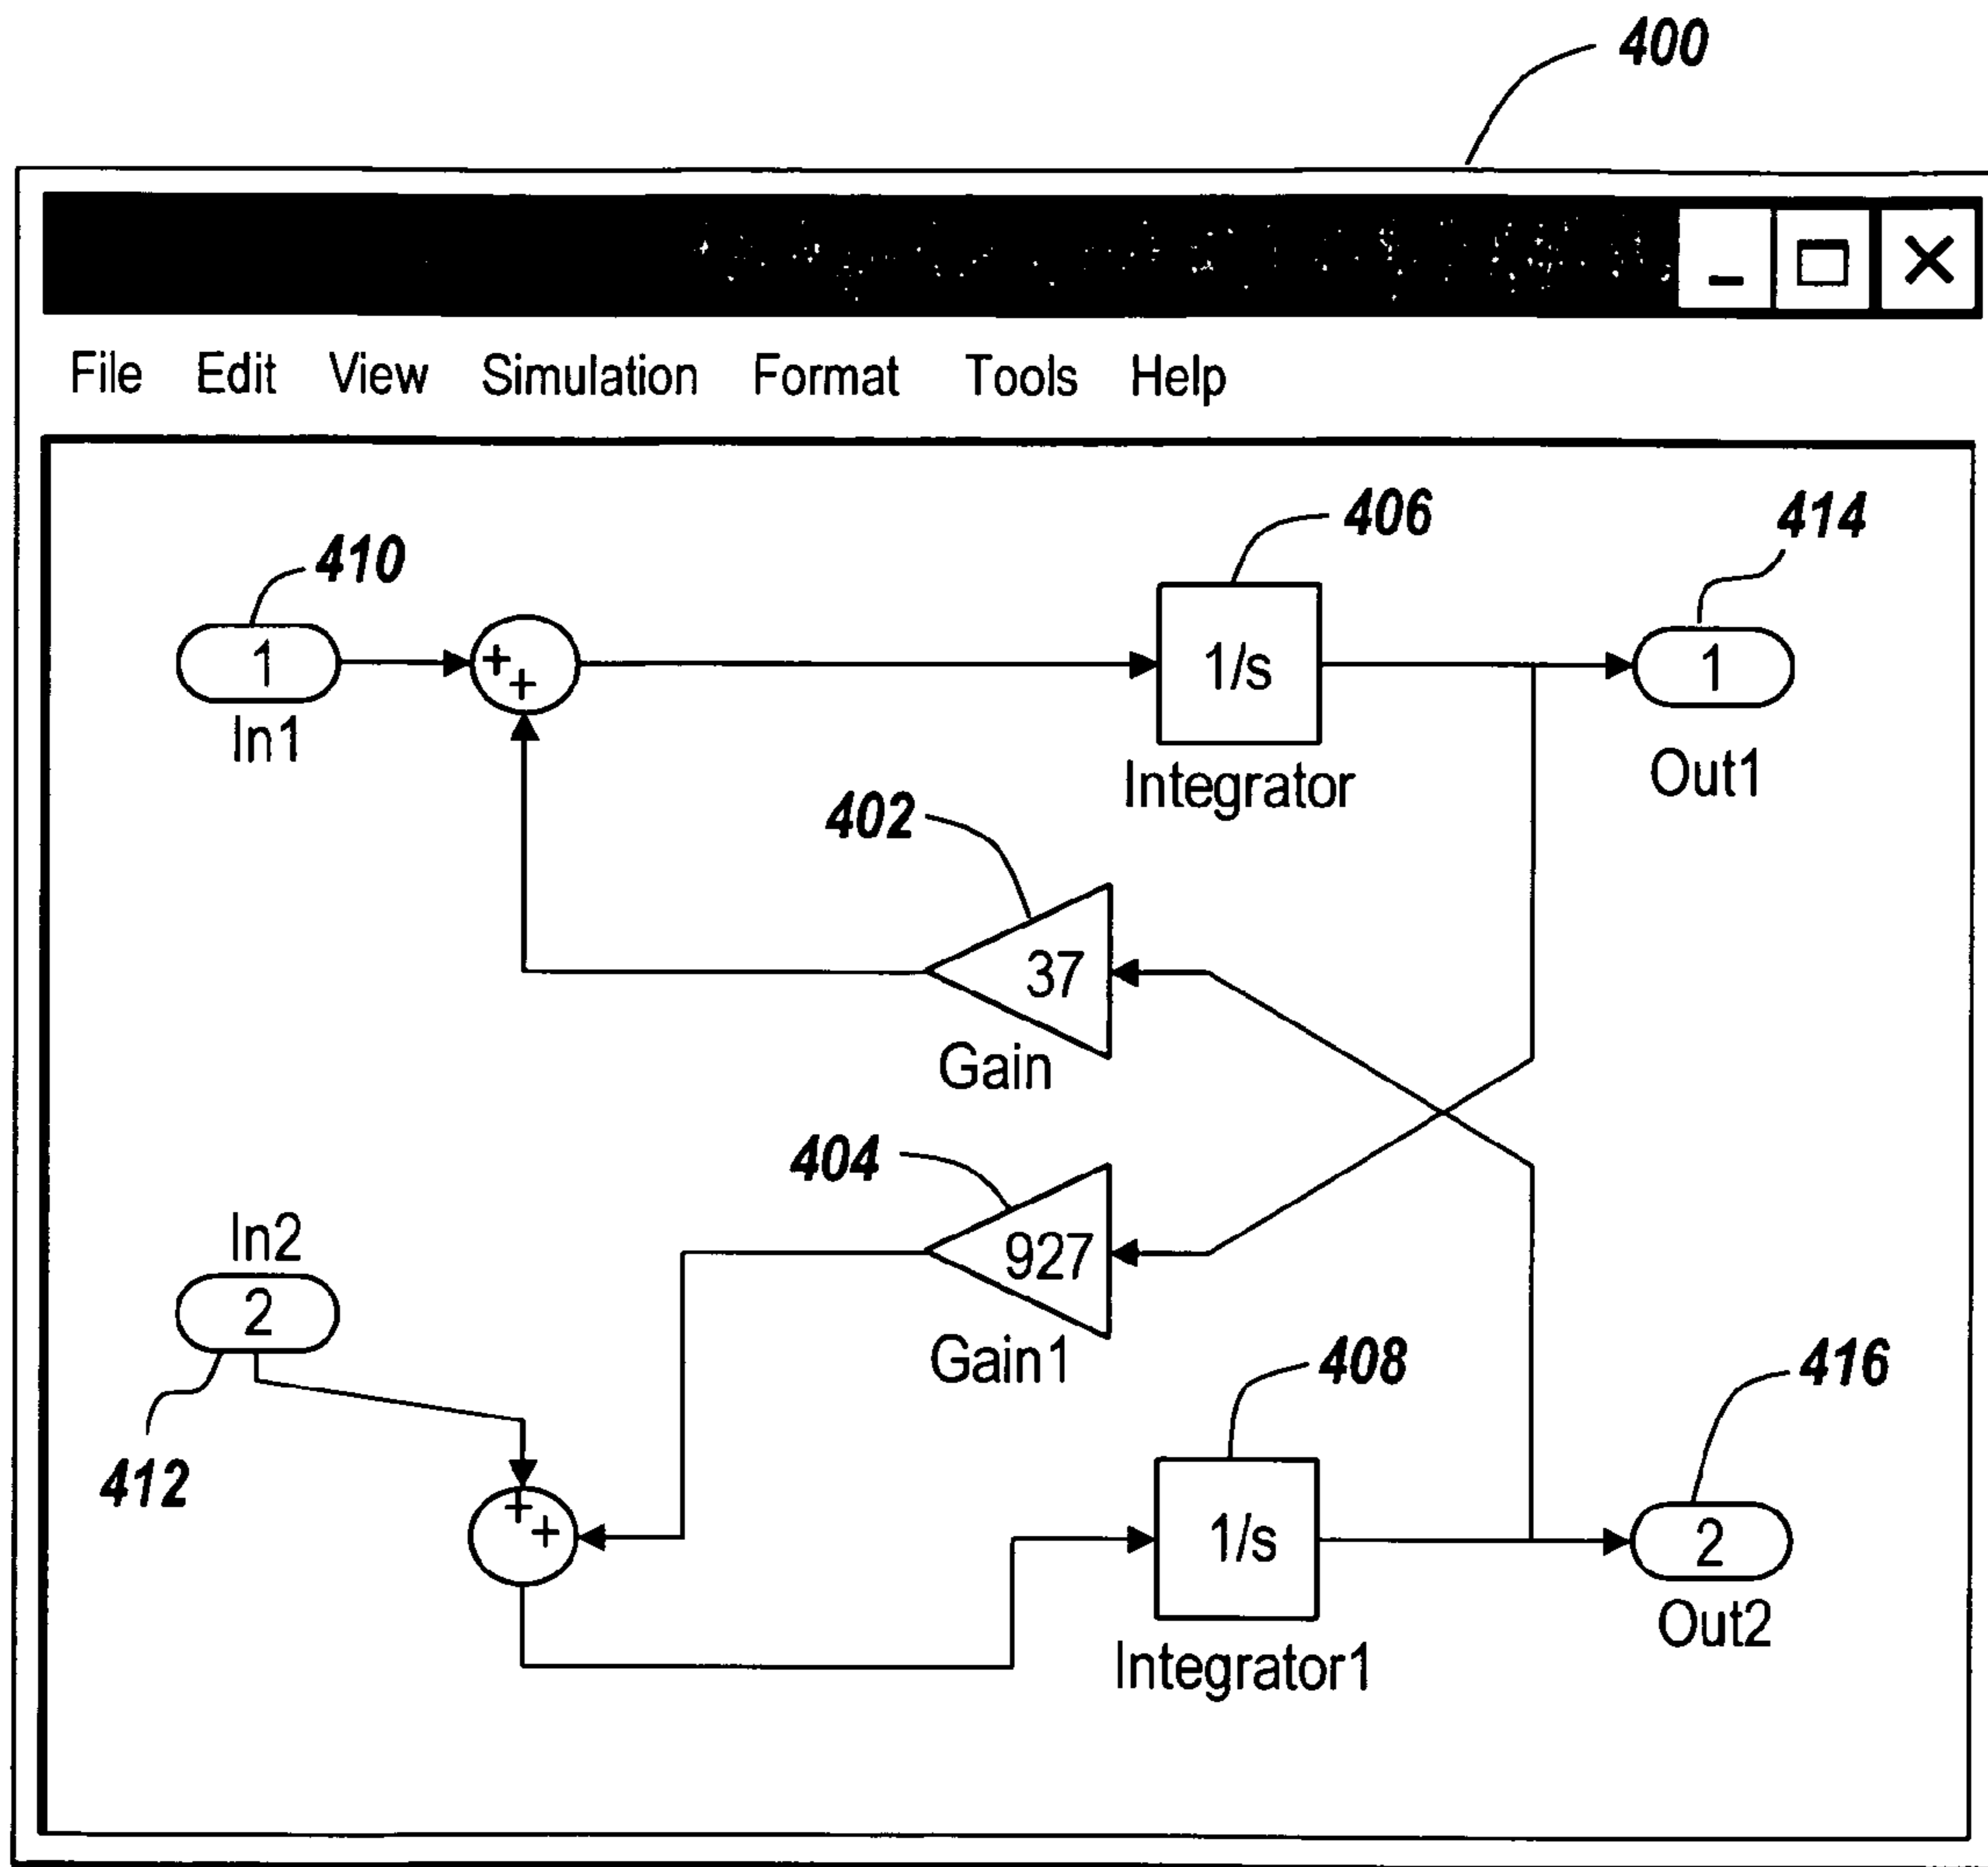 400
File Edit View Simulation Format Tools Help
406
414
410
1
++
1/s
1
In1
Integrator
Out1
402
37
Gain
404
In2
927
2
Gain1
408
416
412
++
1/s
2
Out2
Integrator1